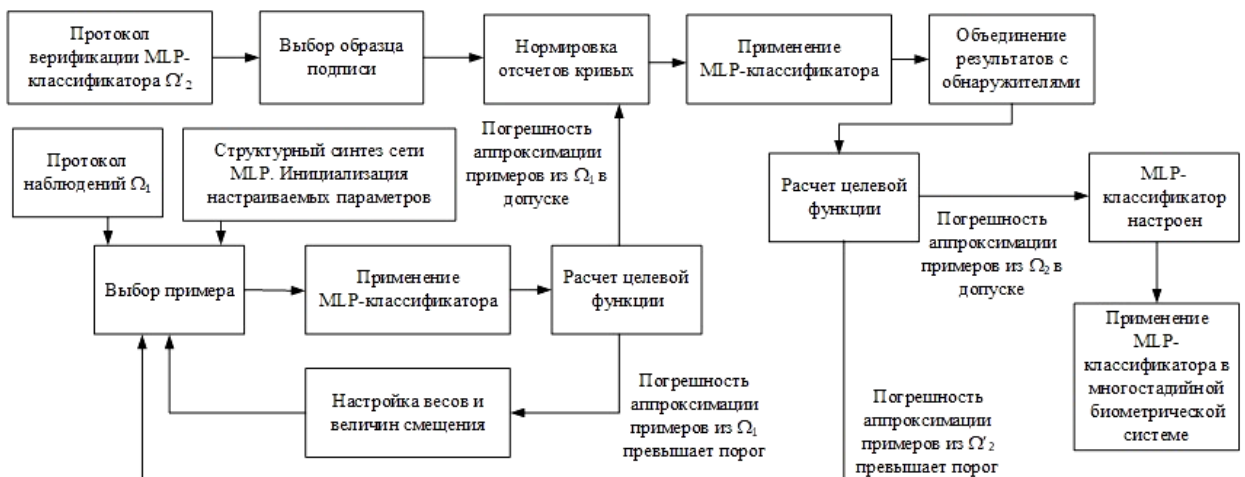 Протокол
верификации MLP-
классификатора Ω′₂
Выбор образца
подписи
Нормировка
отсчетов кривых
Применение
MLP-классификатора
Объединение
результатов с
обнаружителями
Протокол
наблюдений Ω₁
Структурный синтез сети
MLP. Инициализация
настраиваемых параметров
Погрешность
аппроксимации
примеров из Ω₁ в
допуске
Расчет целевой
функции
Погрешность
аппроксимации
примеров из Ω₂ в
допуске
MLP-
классификатор
настроен
Выбор примера
Применение
MLP-классификатора
Расчет целевой
функции
Настройка весов и
величин смещения
Погрешность
аппроксимации
примеров из Ω₁
превышает порог
Погрешность
аппроксимации
примеров из Ω′₂
превышает порог
Применение
MLP-
классификатора в
многостадийной
биометрической
системе